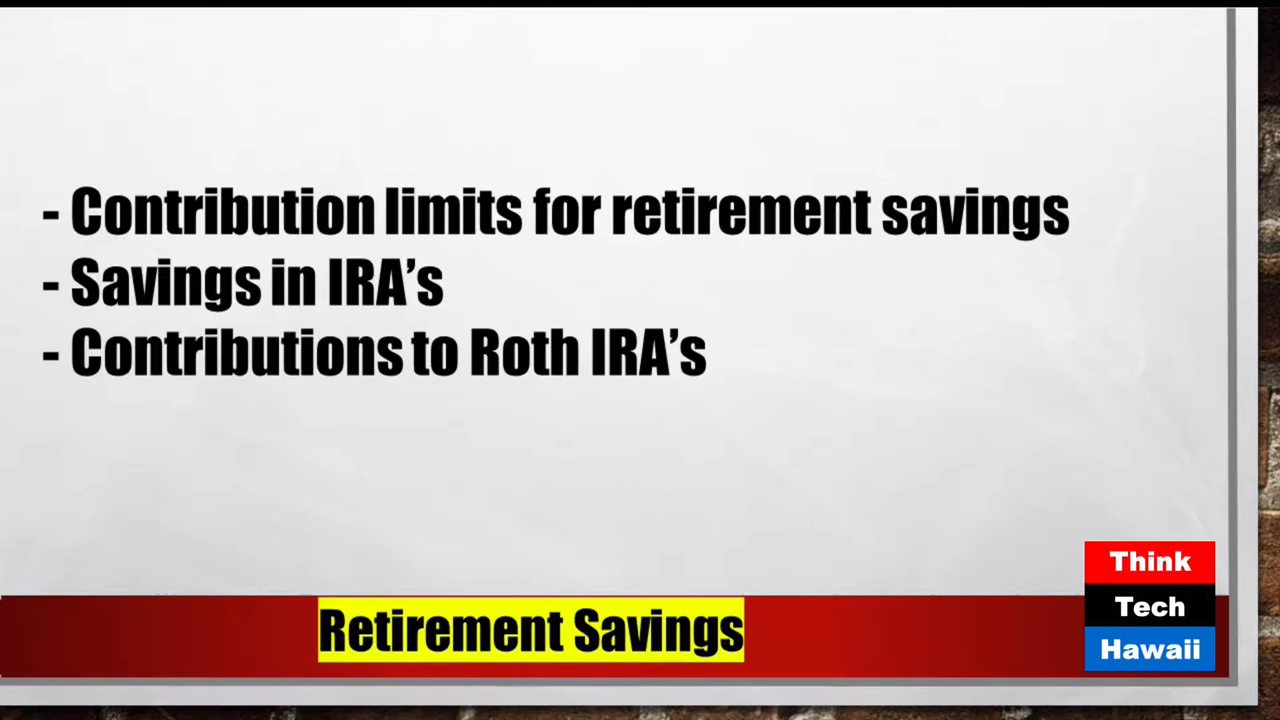 - Contribution limits for retirement savings
- Savings in IRA’s
- Contributions to Roth IRA’s
Retirement Savings
Think
Tech
Hawaii